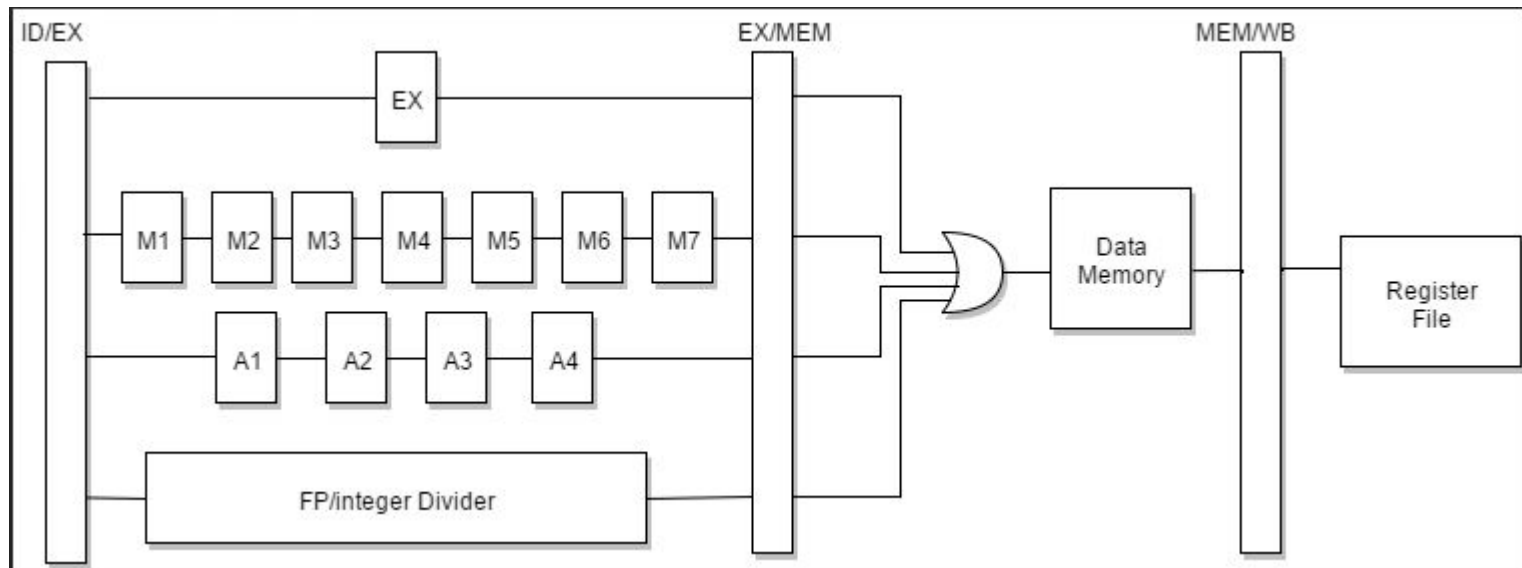 ID/EX
EX/MEM
MEM/WB
EX
M1 M2 M3 M4 M5 M6 M7
Data
Memory
Register
File
A1 A2 A3 A4
FP/integer Divider